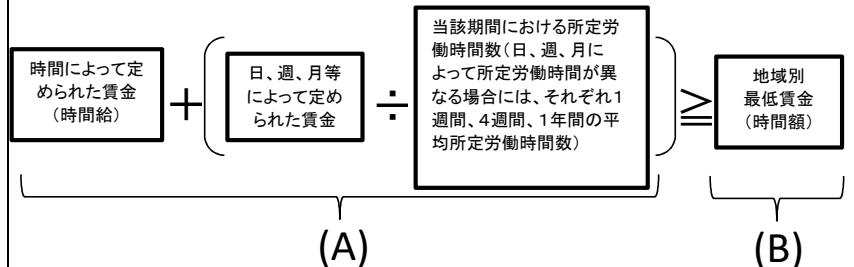 時間によって定
められた賃金
（時間給）
＋
日、週、月等
によって定め
られた賃金
÷
当該期間における所定労
働時間数（日、週、月に
よって所定労働時間が異
なる場合には、それぞれ１
週間、４週間、１年間の平
均所定労働時間数）
≧
地域別
最低賃金
（時間額）
(A)
(B)